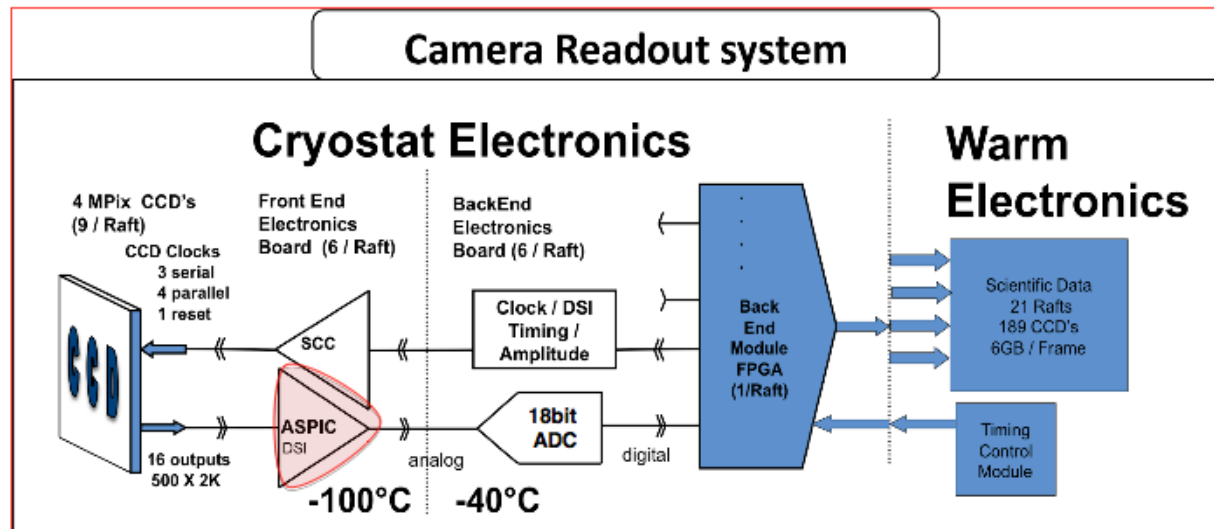 Camera Readout system
Cryostat Electronics
Warm
Electronics
4 MPix CCD's
(9 / Raft)
CCD Clocks
3 serial
4 parallel
1 reset
Front End
Electronics
Board (6 / Raft)
BackEnd
Electronics
Board (6 / Raft)
CCD
SCC
ASPIC
DSI
16 outputs
500 X 2K
Clock / DSI
Timing /
Amplitude
18bit
ADC
analog
digital
-100°C
-40°C
Back
End
Module
FPGA
(1/Raft)
Scientific Data
21 Rafts
189 CCD's
6GB / Frame
Timing
Control
Module